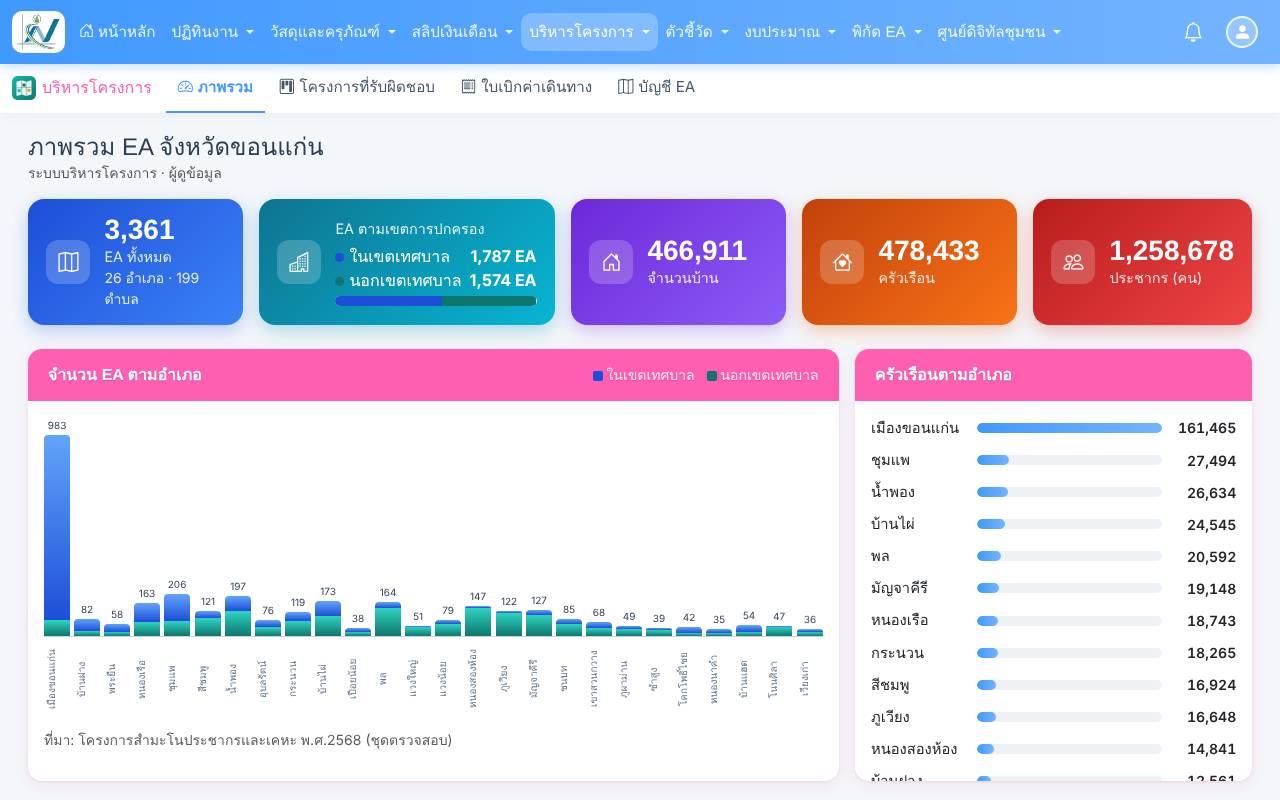 หน้าหลัก ปฏิทินงาน วัสดุและครุภัณฑ์ สลิปเงินเดือน บริหารโครงการ ตัวชี้วัด งบประมาณ พิกัด EA ศูนย์ดิจิทัลชุมชน
บริหารโครงการ ภาพรวม โครงการที่รับผิดชอบ ใบเบิกค่าเดินทาง บัญชี EA
ภาพรวม EA จังหวัดขอนแก่น
ระบบบริหารโครงการ · ผู้ดูข้อมูล
3,361
EA ทั้งหมด
26 อำเภอ · 199
ตำบล
EA ตามเขตการปกครอง
ในเขตเทศบาล 1,787 EA
นอกเขตเทศบาล 1,574 EA
466,911
จำนวนบ้าน
478,433
ครัวเรือน
1,258,678
ประชากร (คน)
จำนวน EA ตามอำเภอ
ในเขตเทศบาล นอกเขตเทศบาล
983 82 58 163 206 121 197 76 119 173 38 164 51 79 147 122 127 85 68 49 39 42 35 54 47 36
เมืองขอนแก่น บ้านฝาง พระยืน หนองเรือ ชุมแพ สีชมพู น้ำพอง อุบลรัตน์ กระนวน บ้านไผ่ เปือยน้อย พล แวงใหญ่ แวงน้อย หนองสองห้อง ภูเวียง มัญจาคีรี ชนบท เขาสวนกวาง ภูผาม่าน ซำสูง โคกโพธิ์ไชย หนองนาคำ บ้านแฮด โนนศิลา เวียงเก่า
ที่มา: โครงการสำมะโนประชากรและเคหะ พ.ศ.2568 (ชุดตรวจสอบ)
ครัวเรือนตามอำเภอ
เมืองขอนแก่น 161,465
ชุมแพ 27,494
น้ำพอง 26,634
บ้านไผ่ 24,545
พล 20,592
มัญจาคีรี 19,148
หนองเรือ 18,743
กระนวน 18,265
สีชมพู 16,924
ภูเวียง 16,648
หนองสองห้อง 14,841
บ้านฝาง 12,561